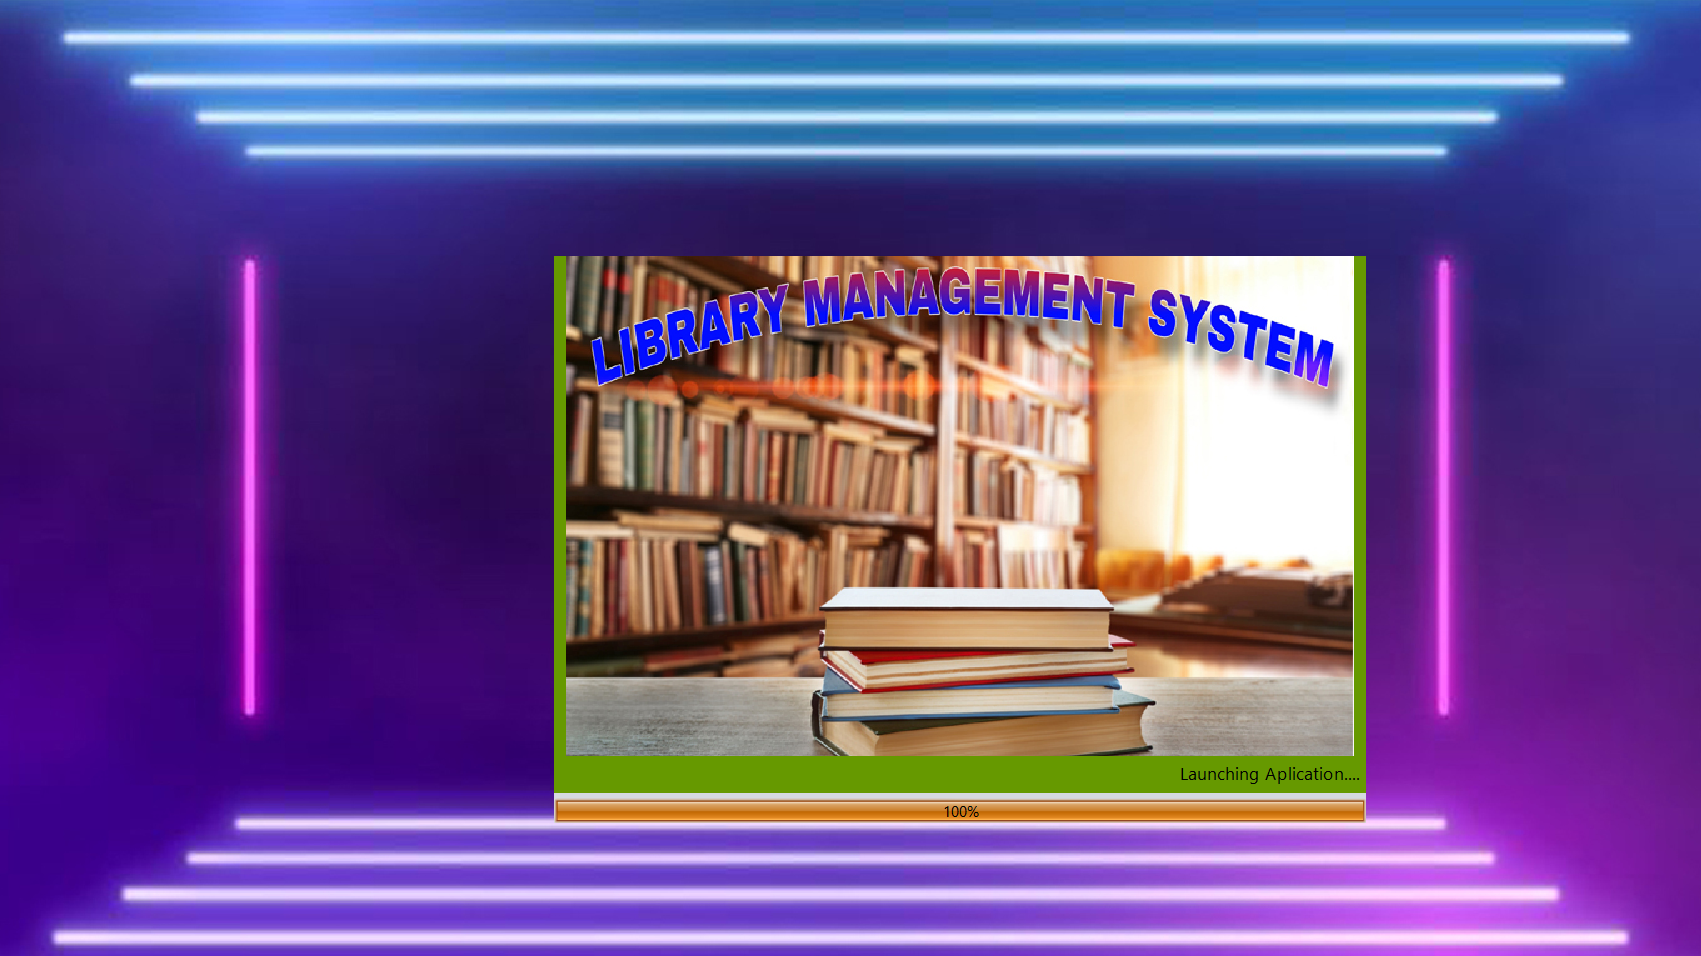 LIBRARY MANAGEMENT SYSTEM
Launching Aplication....
100%